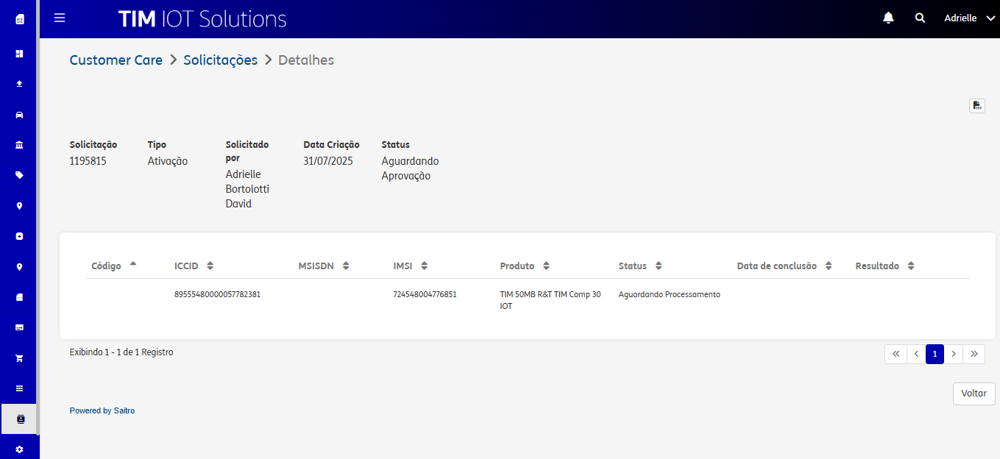 TIM IOT Solutions
Adrielle
Customer Care > Solicitações > Detalhes
Solicitação Tipo Solicitado por Data Criação Status
1195815 Ativação Adrielle Bortolotti David 31/07/2025 Aguardando Aprovação
Código ICCID MSISDN IMSI Produto Status Data de conclusão Resultado
89555480000057782381 724548004776851 TIM 50MB R&T TIM Comp 30 Aguardando Processamento
IOT
Exibindo 1 - 1 de 1 Registro
« ‹ 1 › »
Voltar
Powered by Saitro